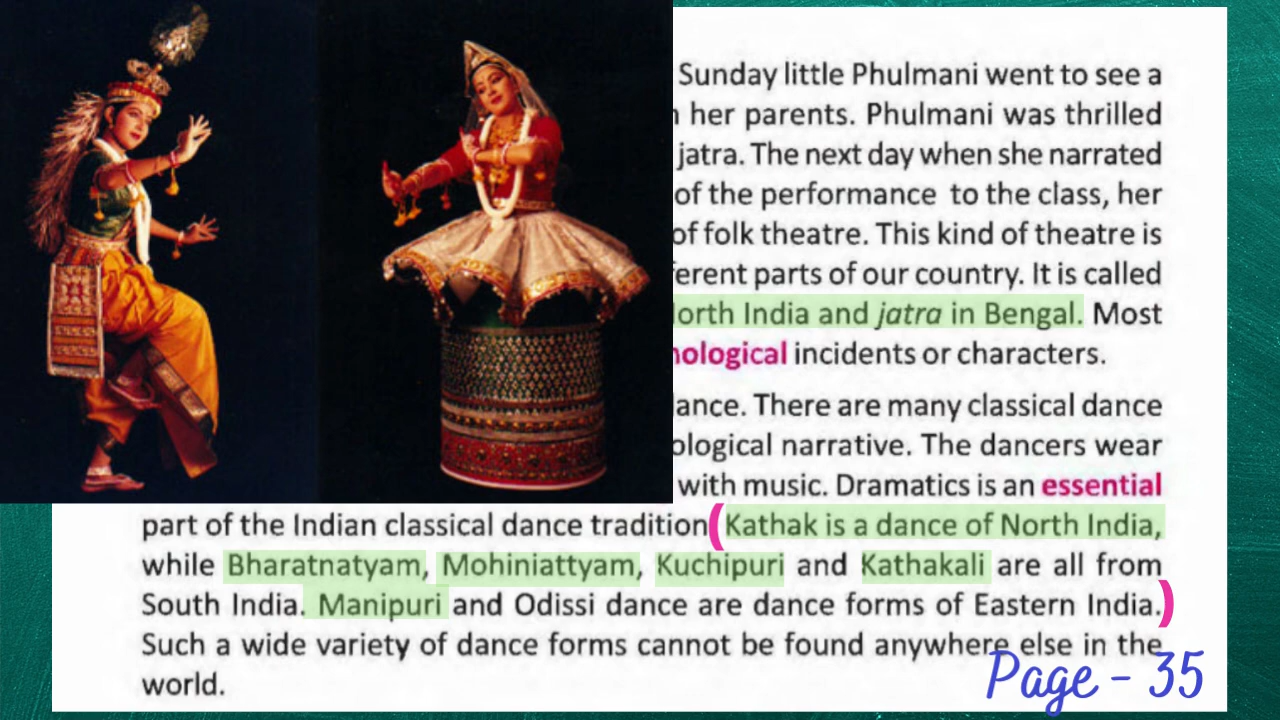 Sunday little Phulmani went to see a
her parents. Phulmani was thrilled
jatra. The next day when she narrated
of the performance to the class, her
of folk theatre. This kind of theatre is
parts of our country. It is called
India and jatra in Bengal. Most
incidents or characters.
There are many classical dance
narrative. The dancers wear
with music. Dramatics is an essential
part of the Indian classical dance tradition(Kathak is a dance of North India,
while Bharatnatyam, Mohiniattyam, Kuchipuri and Kathakali are all from
South India. Manipuri and Odissi dance are dance forms of Eastern India.)
Such a wide variety of dance forms cannot be found anywhere else in the
world.
Page - 35